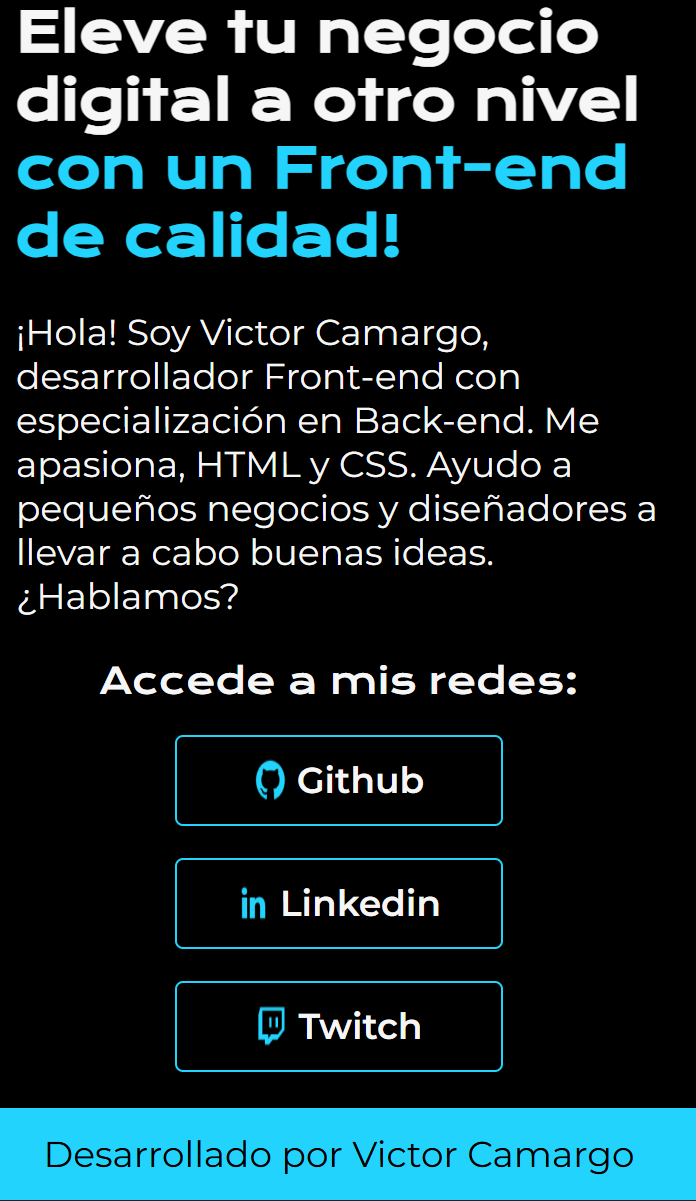 Eleve tu negocio
digital a otro nivel
con un Front-end
de calidad!
¡Hola! Soy Victor Camargo,
desarrollador Front-end con
especialización en Back-end. Me
apasiona, HTML y CSS. Ayudo a
pequeños negocios y diseñadores a
llevar a cabo buenas ideas.
¿Hablamos?
Accede a mis redes:
Github
in Linkedin
Twitch
Desarrollado por Victor Camargo